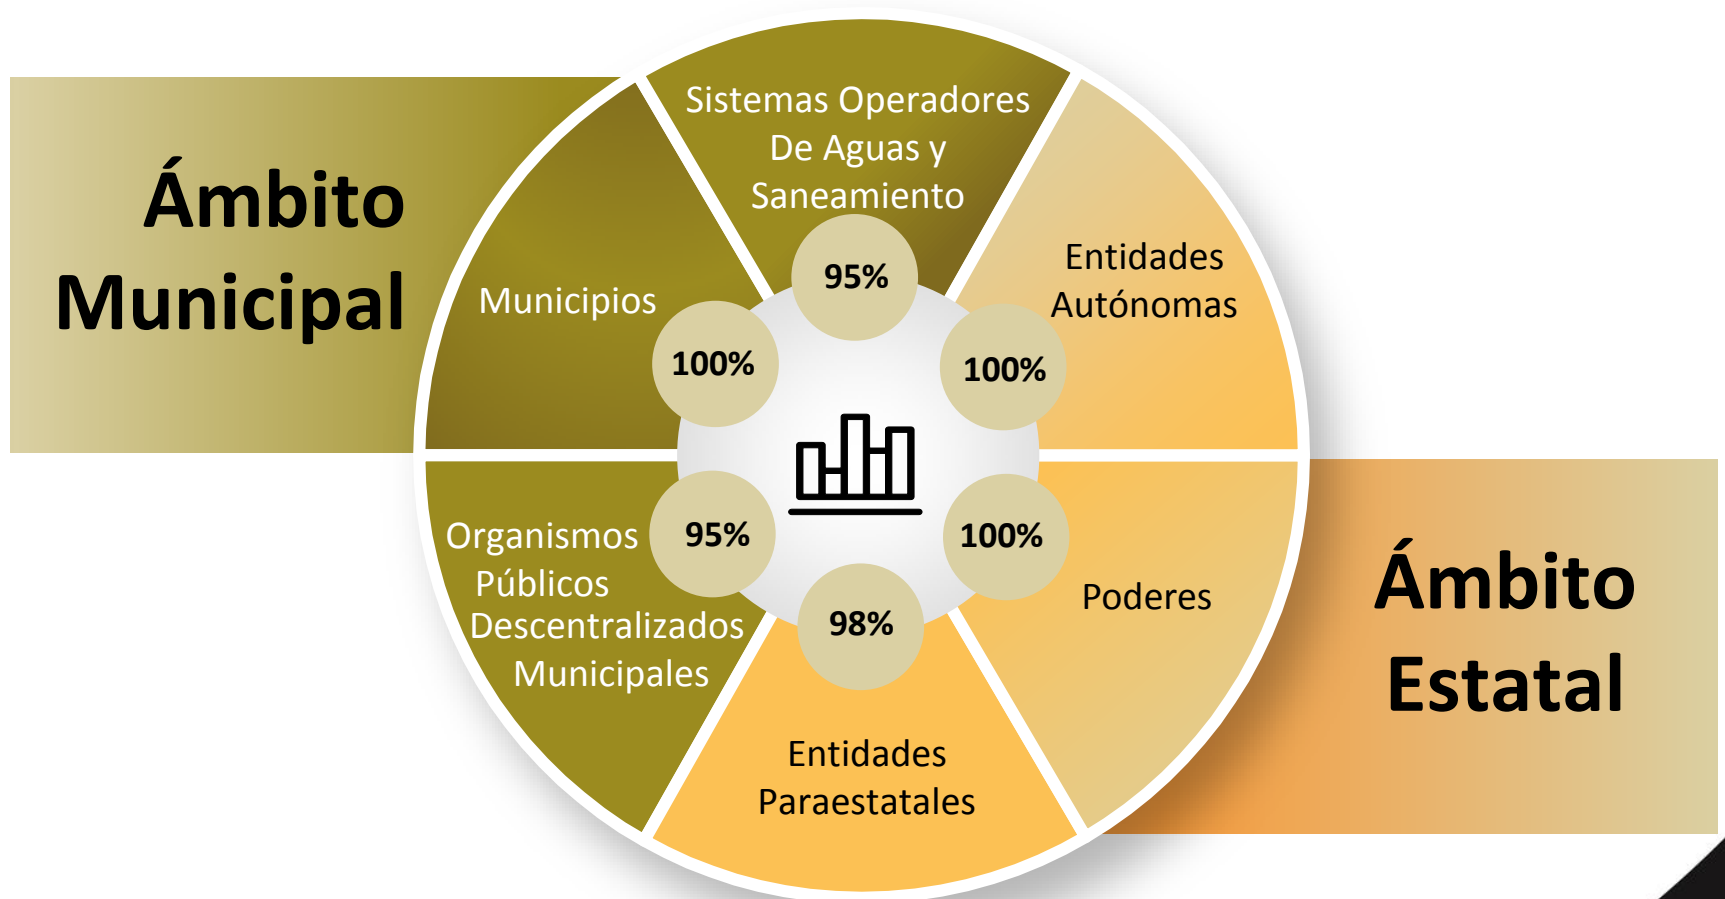 Ámbito
Municipal
Sistemas Operadores
De Aguas y
Saneamiento
95%
Municipios
100%
Entidades
Autónomas
100%
Organismos
Públicos
Descentralizados
Municipales
95%
Entidades
Paraestatales
98%
Poderes
100%
Ámbito
Estatal